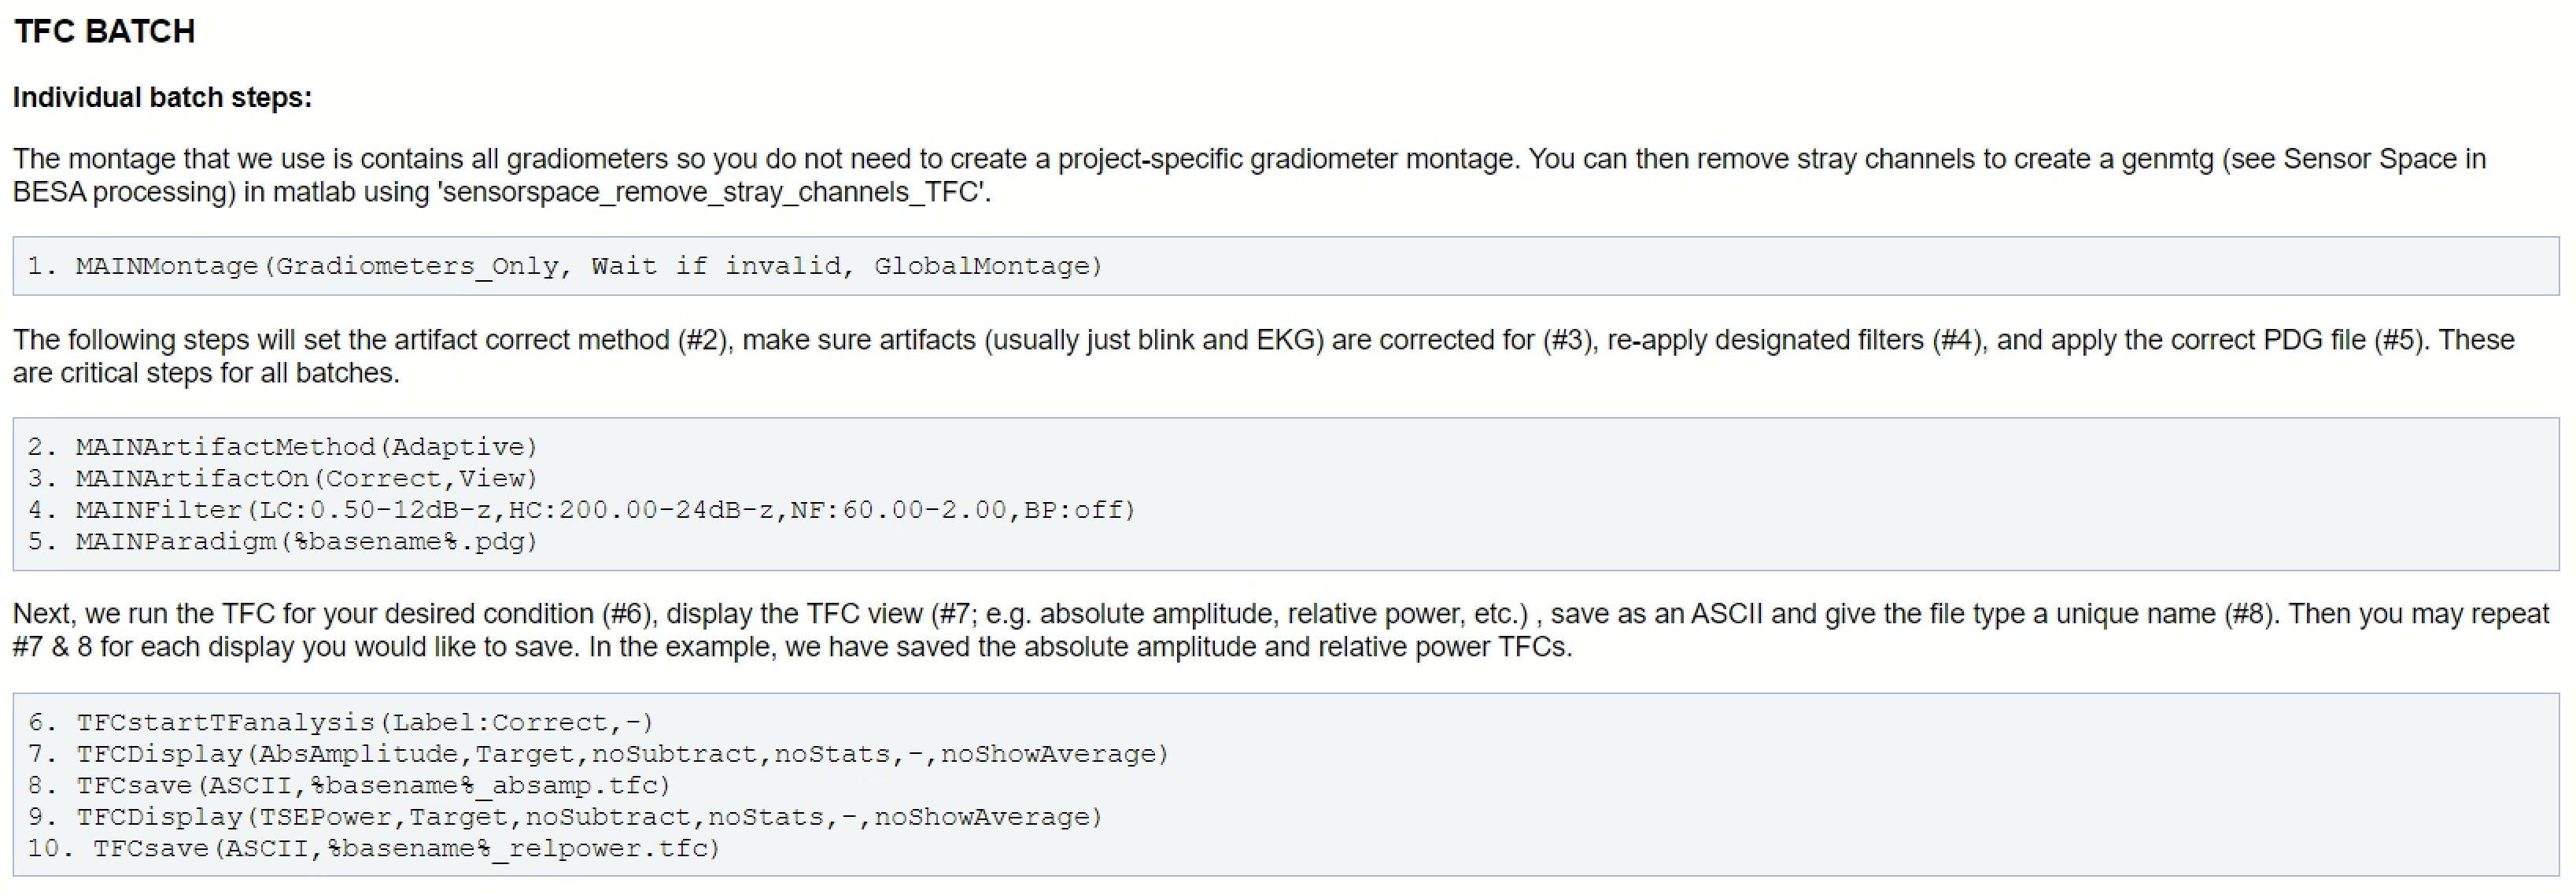 TFC BATCH
Individual batch steps:
The montage that we use is contains all gradiometers so you do not need to create a project-specific gradiometer montage. You can then remove stray channels to create a genmtg (see Sensor Space in
BESA processing) in matlab using 'sensorspace_remove_stray_channels_TFC'.
1. MAINMontage(Gradiometers_Only, Wait if invalid, GlobalMontage)
The following steps will set the artifact correct method (#2), make sure artifacts (usually just blink and EKG) are corrected for (#3), re-apply designated filters (#4), and apply the correct PDG file (#5). These
are critical steps for all batches.
2. MAINArtifactMethod(Adaptive)
3. MAINArtifactOn(Correct,View)
4. MAINFilter(LC:0.50-12dB-z,HC:200.00-24dB-z,NF:60.00-2.00,BP:off)
5. MAINParadigm(%basename%.pdg)
Next, we run the TFC for your desired condition (#6), display the TFC view (#7; e.g. absolute amplitude, relative power, etc.) , save as an ASCII and give the file type a unique name (#8). Then you may repeat
#7 & 8 for each display you would like to save. In the example, we have saved the absolute amplitude and relative power TFCs.
6. TFCstartTFanalysis(Label:Correct,-)
7. TFCDisplay(AbsAmplitude,Target,noSubtract,noStats,-,noShowAverage)
8. TFCsave(ASCII,%basename%_absamp.tfc)
9. TFCDisplay(TSEPower,Target,noSubtract,noStats,-,noShowAverage)
10. TFCsave(ASCII,%basename%_relpower.tfc)